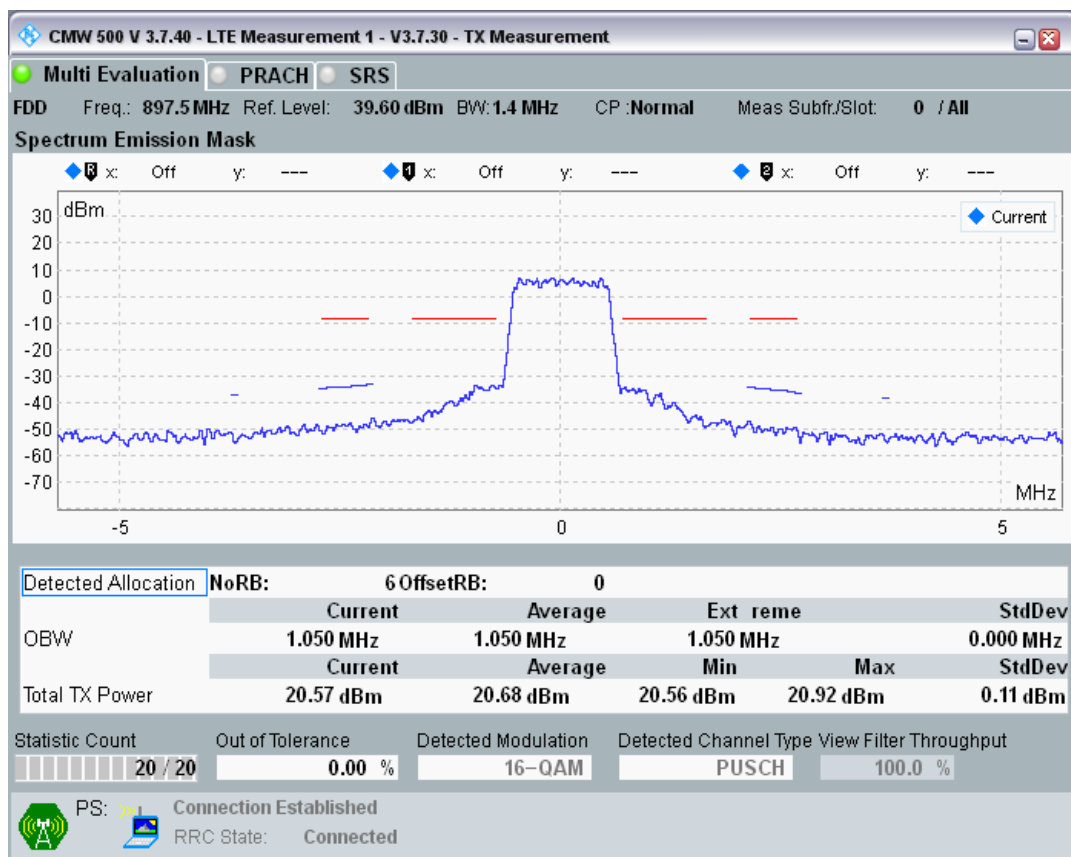 CMW 500 V 3.7.40 - LTE Measurement 1 - V3.7.30 - TX Measurement
Multi Evaluation PRACH SRS
FDD Freq.: 897.5 MHz Ref. Level: 39.60 dBm BW: 1.4 MHz CP :Normal Meas Subfr./Slot: 0 / All
Spectrum Emission Mask
R x: Off y: --- 1 x: Off y: --- 2 x: Off y: ---
dBm
Current
30
20
10
0
-10
-20
-30
-40
-50
-60
-70
MHz
-5 0 5
Detected Allocation NoRB: 6 OffsetRB: 0
Current Average Ext reme StdDev
OBW 1.050 MHz 1.050 MHz 1.050 MHz 0.000 MHz
Current Average Min Max StdDev
Total TX Power 20.57 dBm 20.68 dBm 20.56 dBm 20.92 dBm 0.11 dBm
Statistic Count Out of Tolerance Detected Modulation Detected Channel Type View Filter Throughput
20 / 20 0.00 % 16-QAM PUSCH 100.0 %
PS: Connection Established
RRC State: Connected